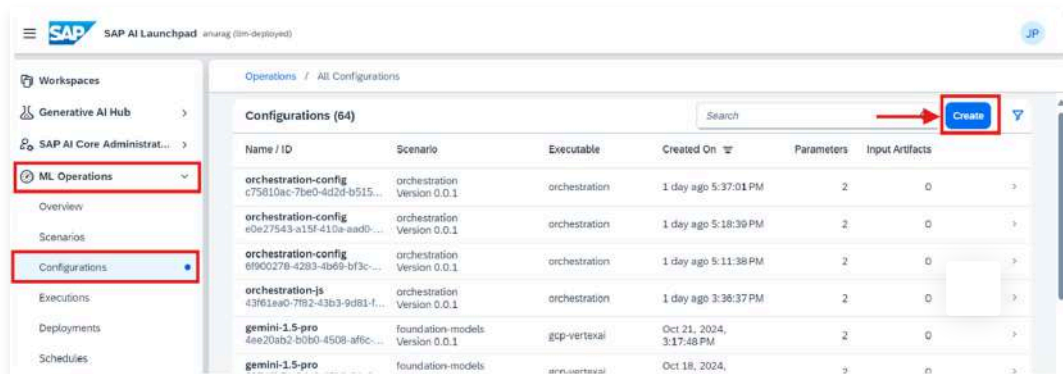 SAP SAP AI Launchpad anurag (llm-deployed) JP
Workspaces
Generative AI Hub
SAP AI Core Administrat...
ML Operations
Overview
Scenarios
Configurations
Executions
Deployments
Schedules
Operations / All Configurations
Configurations (64) Search Create
Name / ID Scenario Executable Created On Parameters Input Artifacts
orchestration-config orchestration orchestration 1 day ago 5:37:01 PM 2 0
c75810ac-7be0-4d2d-b515... Version 0.0.1
orchestration-config orchestration orchestration 1 day ago 5:18:39 PM 2 0
e0e27543-a15f-410a-aad0-... Version 0.0.1
orchestration-config orchestration orchestration 1 day ago 5:11:38 PM 2 0
6f900278-4283-4b69-bf3c-... Version 0.0.1
orchestration-js orchestration orchestration 1 day ago 3:36:37 PM 2 0
43f61ea0-7f82-43b3-9d81-f... Version 0.0.1
gemini-1.5-pro foundation-models gcp-vertexai Oct 21, 2024, 2 0
4ee20ab2-b0b0-4508-af6c-... Version 0.0.1 3:17:48 PM
gemini-1.5-pro foundation-models gcp-vertexai Oct 18, 2024, 2 0